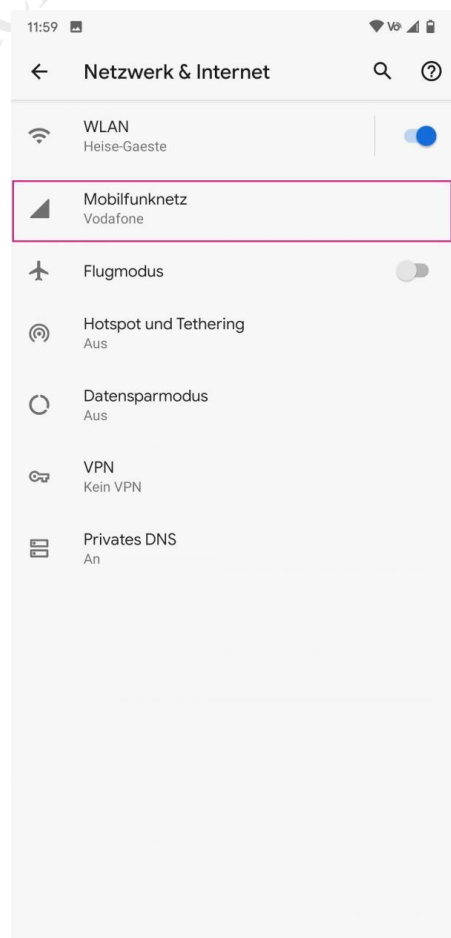 11:59
Netzwerk & Internet
WLAN
Heise-Gaeste
Mobilfunknetz
Vodafone
Flugmodus
Hotspot und Tethering
Aus
Datensparmodus
Aus
VPN
Kein VPN
Privates DNS
An